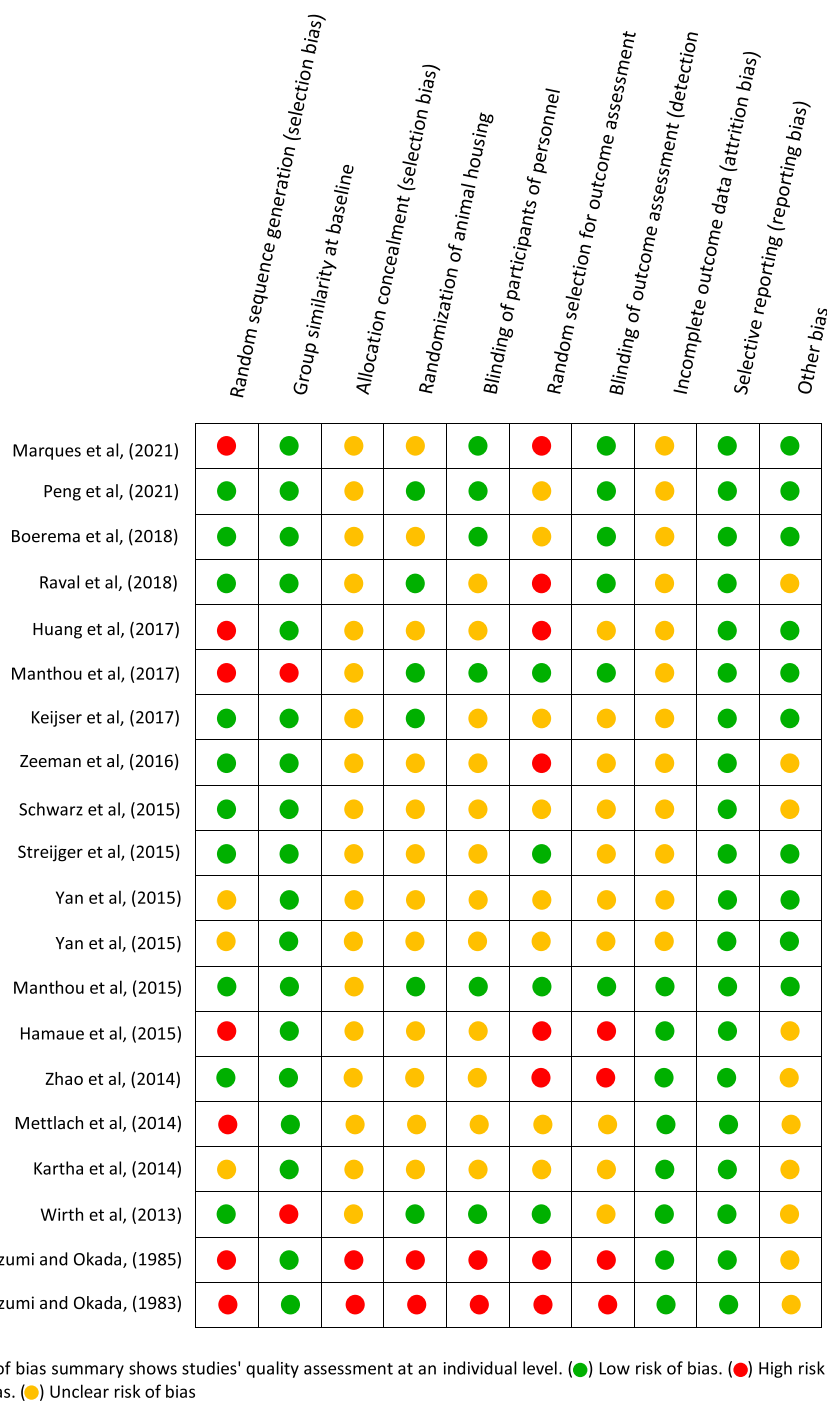 Random sequence generation (selection bias)
Group similarity at baseline
Allocation concealment (selection bias)
Randomization of animal housing
Blinding of participants of personnel
Random selection for outcome assessment
Blinding of outcome assessment (detection
Incomplete outcome data (attrition bias)
Selective reporting (reporting bias)
Other bias
Marques et al, (2021)
Peng et al, (2021)
Boerema et al, (2018)
Raval et al, (2018)
Huang et al, (2017)
Manthou et al, (2017)
Keijser et al, (2017)
Zeeman et al, (2016)
Schwarz et al, (2015)
Streijger et al, (2015)
Yan et al, (2015)
Yan et al, (2015)
Manthou et al, (2015)
Hamaue et al, (2015)
Zhao et al, (2014)
Mettlach et al, (2014)
Kartha et al, (2014)
Wirth et al, (2013)
zumi and Okada, (1985)
zumi and Okada, (1983)
of bias summary shows studies' quality assessment at an individual level. () Low risk of bias. () High risk
as. () Unclear risk of bias